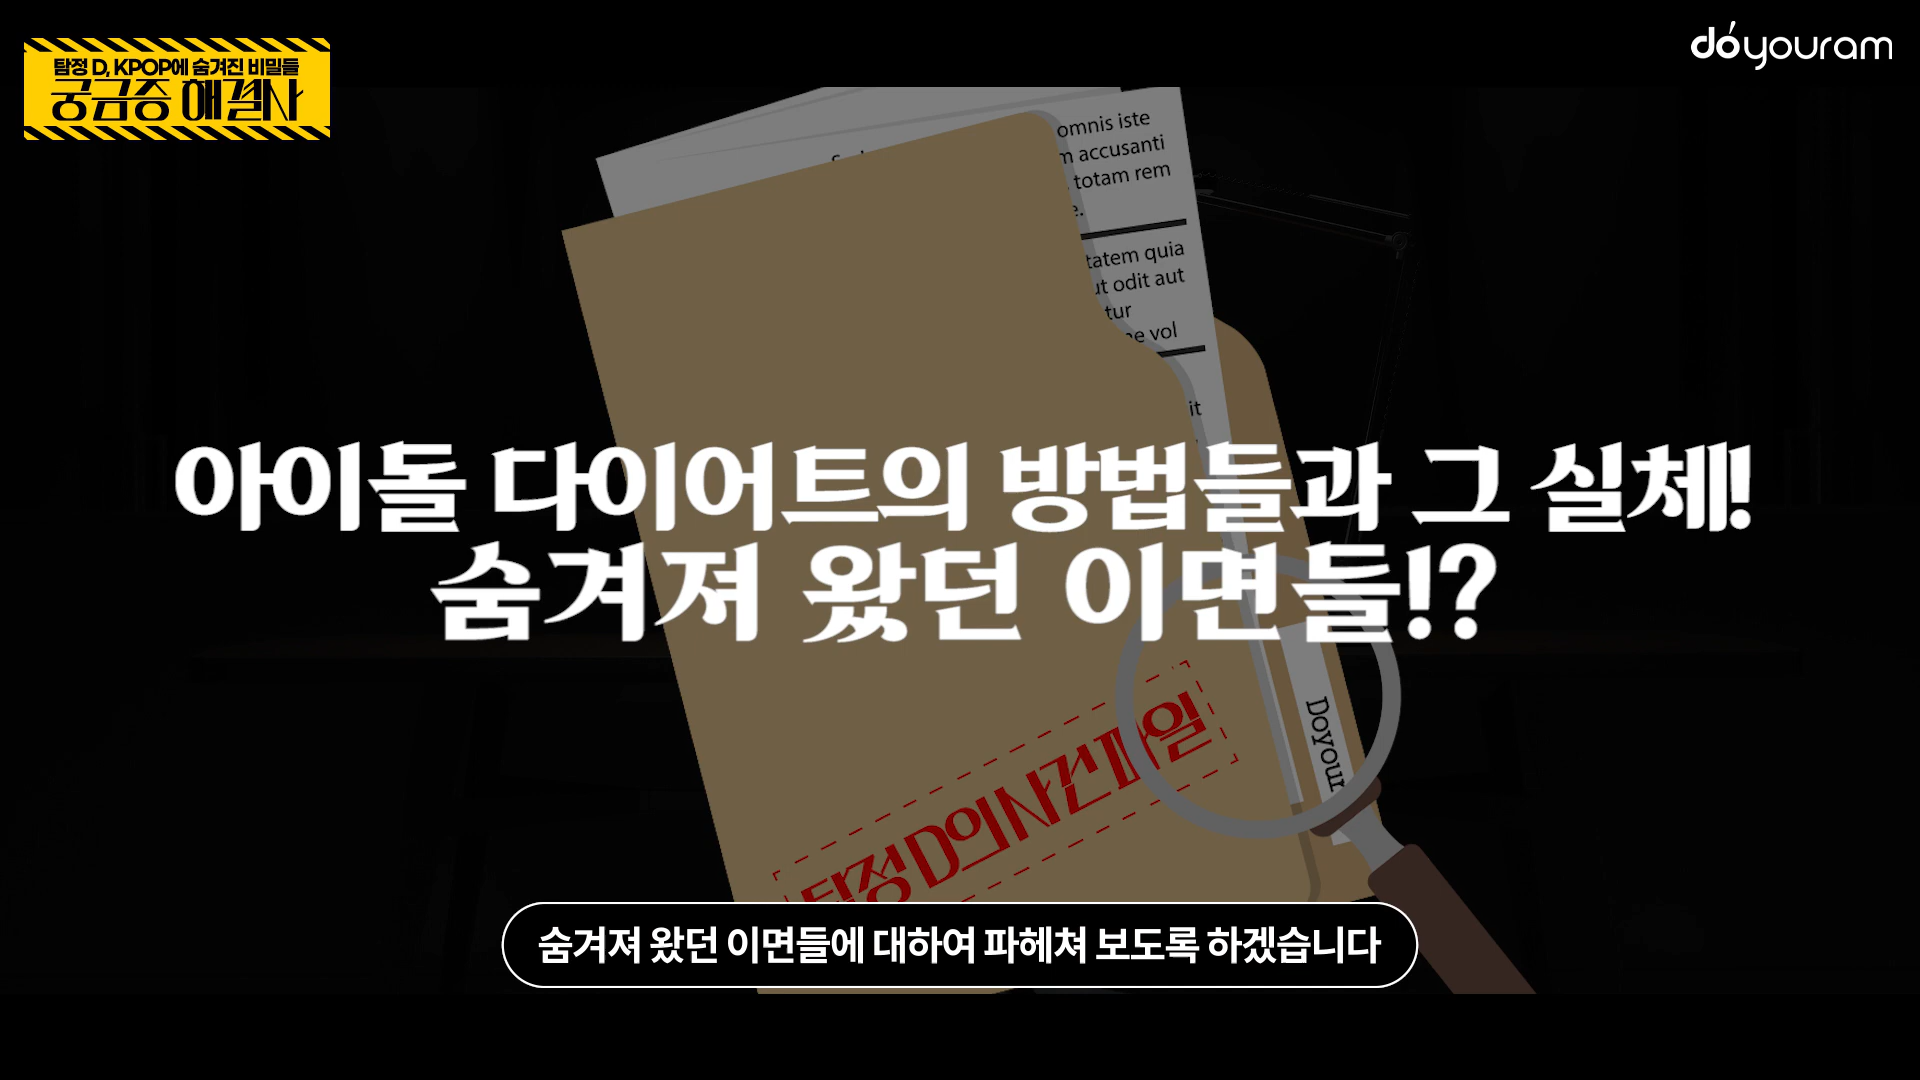 탐정 D, KPOP에 숨겨진 비밀들
궁금증 해결사
doyouram
omnis iste
accusanti
totam rem
quia
ut odit aut
vol
아이돌 다이어트의 방법들과 그 실체!
숨겨져 왔던 이면들!?
탐정 D의 사건파일
Doyour
숨겨져 왔던 이면들에 대하여 파헤쳐 보도록 하겠습니다